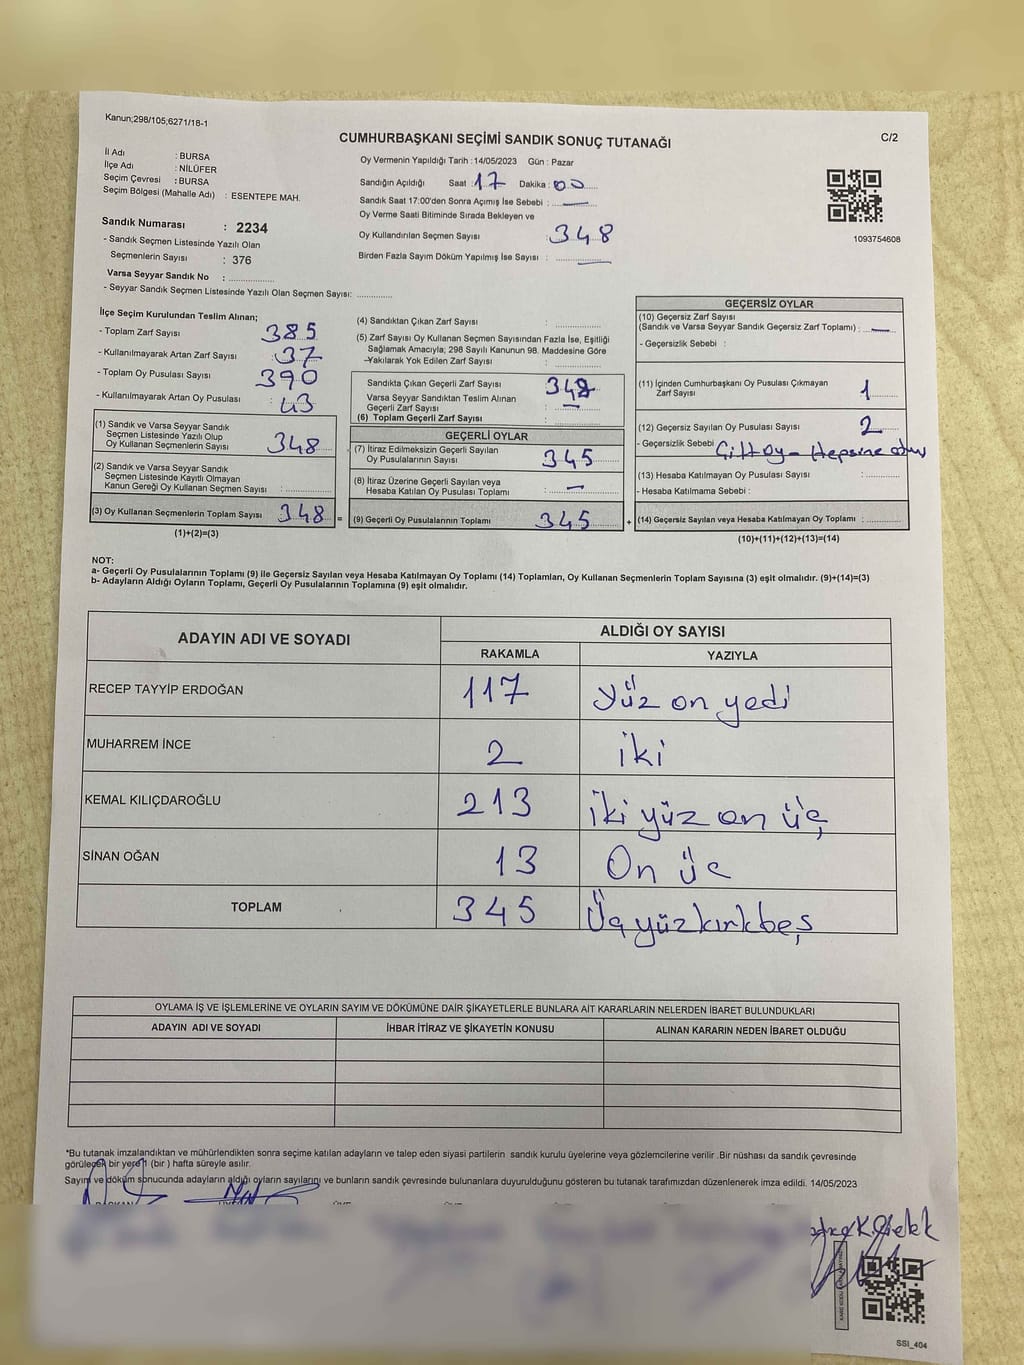 Kanun;298/105;6271/18-1
C/2
CUMHURBAŞKANI SEÇİMİ SANDIK SONUÇ TUTANAĞI
İl Adı : BURSA
İlçe Adı : NİLÜFER
Seçim Çevresi : BURSA
Seçim Bölgesi (Mahalle Adı) : ESENTEPE MAH.
Sandık Numarası : 2234
- Sandık Seçmen Listesinde Yazılı Olan
Seçmenlerin Sayısı : 376
Varsa Seyyar Sandık No :
- Seyyar Sandık Seçmen Listesinde Yazılı Olan Seçmen Sayısı:
Oy Vermenin Yapıldığı Tarih :14/05/2023 Gün : Pazar
Sandığın Açıldığı Saat : 17 Dakika : 00
Sandık Saat 17:00'den Sonra Açımış İse Sebebi : —
Oy Verme Saati Bitiminde Sırada Bekleyen ve
Oy Kullandırılan Seçmen Sayısı : 348
Birden Fazla Sayım Döküm Yapılmış İse Sayısı : —
1093754608
İlçe Seçim Kurulundan Teslim Alınan;
- Toplam Zarf Sayısı : 385
- Kullanılmayarak Artan Zarf Sayısı : 37
- Toplam Oy Pusulası Sayısı : 390
- Kullanılmayarak Artan Oy Pusulası : 43
(1) Sandık ve Varsa Seyyar Sandık
Seçmen Listesinde Yazılı Olup
Oy Kullanan Seçmenlerin Sayısı : 348
(2) Sandık ve Varsa Seyyar Sandık
Seçmen Listesinde Kayıtlı Olmayan
Kanun Gereği Oy Kullanan Seçmen Sayısı :
(3) Oy Kullanan Seçmenlerin Toplam Sayısı : 348 =
(1)+(2)=(3)
(4) Sandıktan Çıkan Zarf Sayısı :
(5) Zarf Sayısı Oy Kullanan Seçmen Sayısından Fazla İse, Eşitliği
Sağlamak Amacıyla; 298 Sayılı Kanunun 98. Maddesine Göre
Yakılarak Yok Edilen Zarf Sayısı :
Sandıkta Çıkan Geçerli Zarf Sayısı : 348
Varsa Seyyar Sandıktan Teslim Alınan
Geçerli Zarf Sayısı : —
(6) Toplam Geçerli Zarf Sayısı :
GEÇERLİ OYLAR
(7) İtiraz Edilmeksizin Geçerli Sayılan
Oy Pusulalarının Sayısı : 345
(8) İtiraz Üzerine Geçerli Sayılan veya
Hesaba Katılan Oy Pusulası Toplamı : —
(9) Geçerli Oy Pusulalarının Toplamı : 345 +
GEÇERSİZ OYLAR
(10) Geçersiz Zarf Sayısı
(Sandık ve Varsa Seyyar Sandık Geçersiz Zarf Toplamı) : —
- Geçersizlik Sebebi :
(11) İçinden Cumhurbaşkanı Oy Pusulası Çıkmayan
Zarf Sayısı : 1
(12) Geçersiz Sayılan Oy Pusulası Sayısı : 2
- Geçersizlik Sebebi : Çift Oy - Hepsine
(13) Hesaba Katılmayan Oy Pusulası Sayısı :
- Hesaba Katılmama Sebebi :
(14) Geçersiz Sayılan veya Hesaba Katılmayan Oy Toplamı :
(10)+(11)+(12)+(13)=(14)
NOT:
a- Geçerli Oy Pusulalarının Toplamı (9) ile Geçersiz Sayılan veya Hesaba Katılmayan Oy Toplamı (14) Toplamları, Oy Kullanan Seçmenlerin Toplam Sayısına (3) eşit olmalıdır. (9)+(14)=(3)
b- Adayların Aldığı Oyların Toplamı, Geçerli Oy Pusulalarının Toplamına (9) eşit olmalıdır.
ADAYIN ADI VE SOYADI
ALDIĞI OY SAYISI
RAKAMLA YAZIYLA
RECEP TAYYİP ERDOĞAN 117 Yüz on yedi
MUHARREM İNCE 2 iki
KEMAL KILIÇDAROĞLU 213 iki yüz on üç
SİNAN OĞAN 13 On üç
TOPLAM 345 Üç yüzkırkbeş
OYLAMA İŞ VE İŞLEMLERİNE VE OYLARIN SAYIM VE DÖKÜMÜNE DAİR ŞİKAYETLERLE BUNLARA AİT KARARLARIN NELERDEN İBARET BULUNDUKLARI
ADAYIN ADI VE SOYADI İHBAR İTİRAZ VE ŞİKAYETİN KONUSU ALINAN KARARIN NEDEN İBARET OLDUĞU
*Bu tutanak imzalandıktan ve mühürlendikten sonra seçime katılan adayların ve talep eden siyasi partilerin sandık kurulu üyelerine veya gözlemcilerine verilir .Bir nüshası da sandık çevresinde
görülecek bir yere 1 (bir ) hafta süreyle asılır.
Sayım ve döküm sonucunda adayların aldığı oyların sayılarını ve bunların sandık çevresinde bulunanlara duyurulduğunu gösteren bu tutanak tarafımızdan düzenlenerek imza edildi. 14/05/2023
BAŞKAN
SSI_404